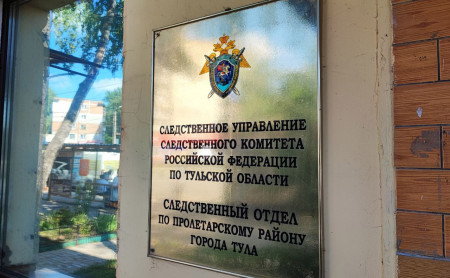 СЛЕДСТВЕННОЕ УПРАВЛЕНИЕ
СЛЕДСТВЕННОГО КОМИТЕТА
РОССИЙСКОЙ ФЕДЕРАЦИИ
ПО ТУЛЬСКОЙ ОБЛАСТИ
СЛЕДСТВЕННЫЙ ОТДЕЛ
ПО ПРОЛЕТАРСКОМУ РАЙОНУ
ГОРОДА ТУЛА